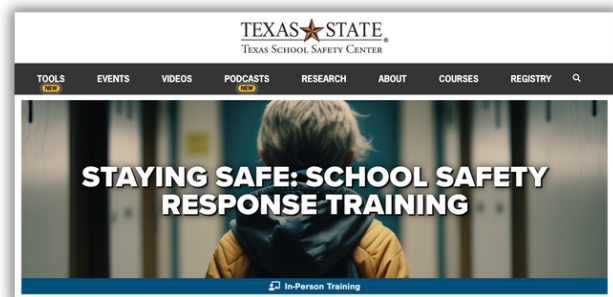 TEXAS STATE
TEXAS SCHOOL SAFETY CENTER
TOOLS EVENTS VIDEOS PODCASTS RESEARCH ABOUT COURSES REGISTRY
NEW NEW
STAYING SAFE: SCHOOL SAFETY
RESPONSE TRAINING
In-Person Training